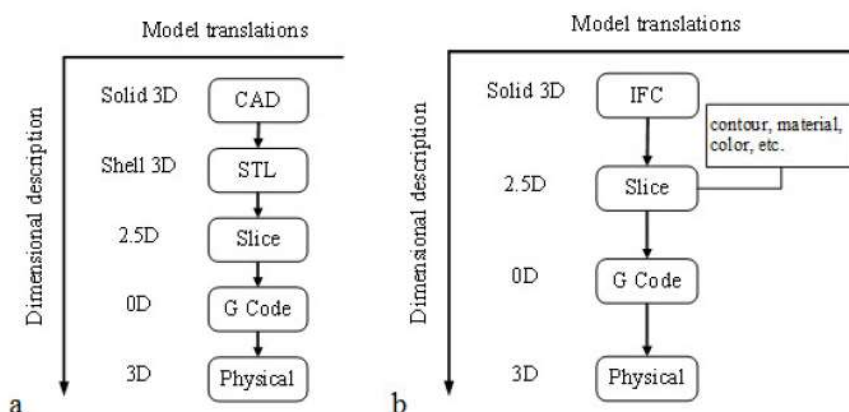 Model translations
Dimensional description
Solid 3D
CAD
Shell 3D
STL
2.5D
Slice
0D
G Code
3D
Physical
a
Model translations
Dimensional description
Solid 3D
IFC
contour, material,
color, etc.
2.5D
Slice
0D
G Code
3D
Physical
b